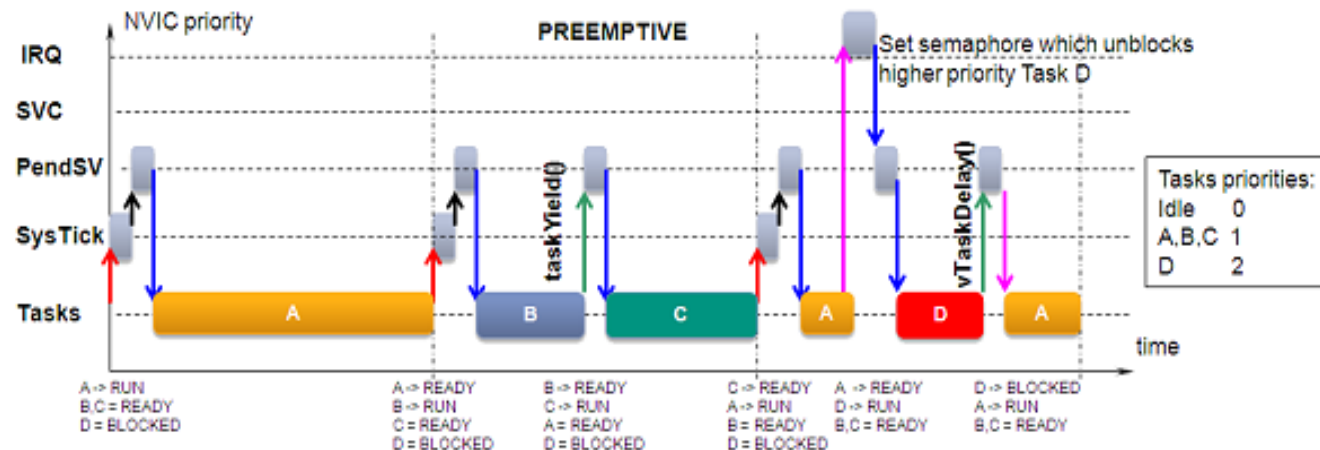 NVIC priority
PREEMPTIVE
IRQ
Set semaphore which unblocks
higher priority Task D
SVC
PendSV
taskYield()
vTaskDelay()
Tasks priorities:
Idle 0
A,B,C 1
D 2
SysTick
Tasks
A
B
C
A
D
A
time
A -> RUN
B,C = READY
D = BLOCKED
A -> READY
B -> RUN
C = READY
D = BLOCKED
B -> READY
C -> RUN
A = READY
D = BLOCKED
C -> READY
A -> RUN
B = READY
D = BLOCKED
A -> READY
D -> RUN
B,C = READY
D -> BLOCKED
A -> RUN
B,C = READY